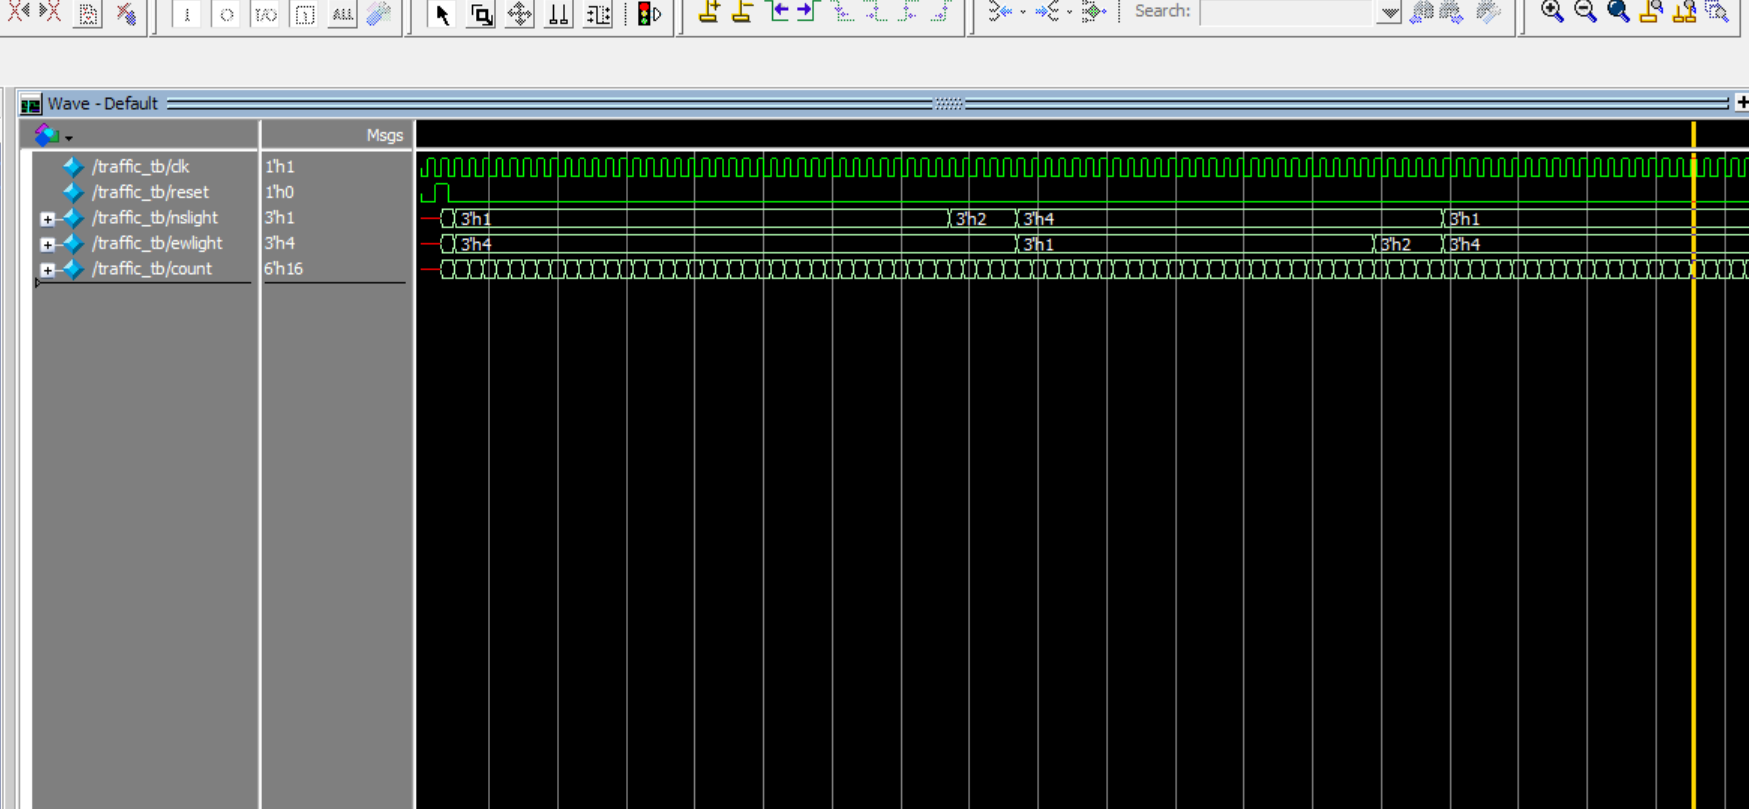 I/O ALL Search:
Wave - Default
Msgs
/traffic_tb/clk 1'h1
/traffic_tb/reset 1'h0
/traffic_tb/nslight 3'h1 3'h1 3'h2 3'h4 3'h1
/traffic_tb/ewlight 3'h4 3'h4 3'h1 3'h2 3'h4
/traffic_tb/count 6'h16